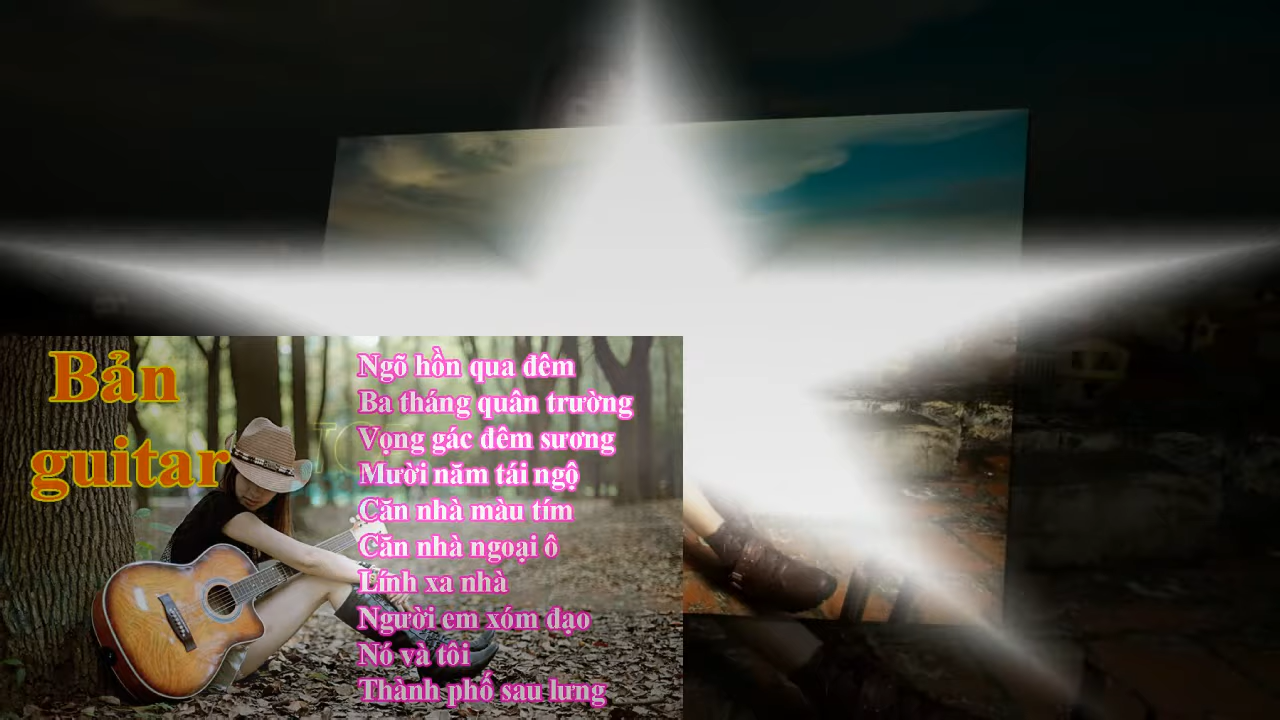 Bản
guitar
Ngõ hồn qua đêm
Ba tháng quân trường
Vọng gác đêm sương
Mười năm tái ngộ
Căn nhà màu tím
Căn nhà ngoại ô
Lính xa nhà
Người em xóm đạo
Nó và tôi
Thành phố sau lưng